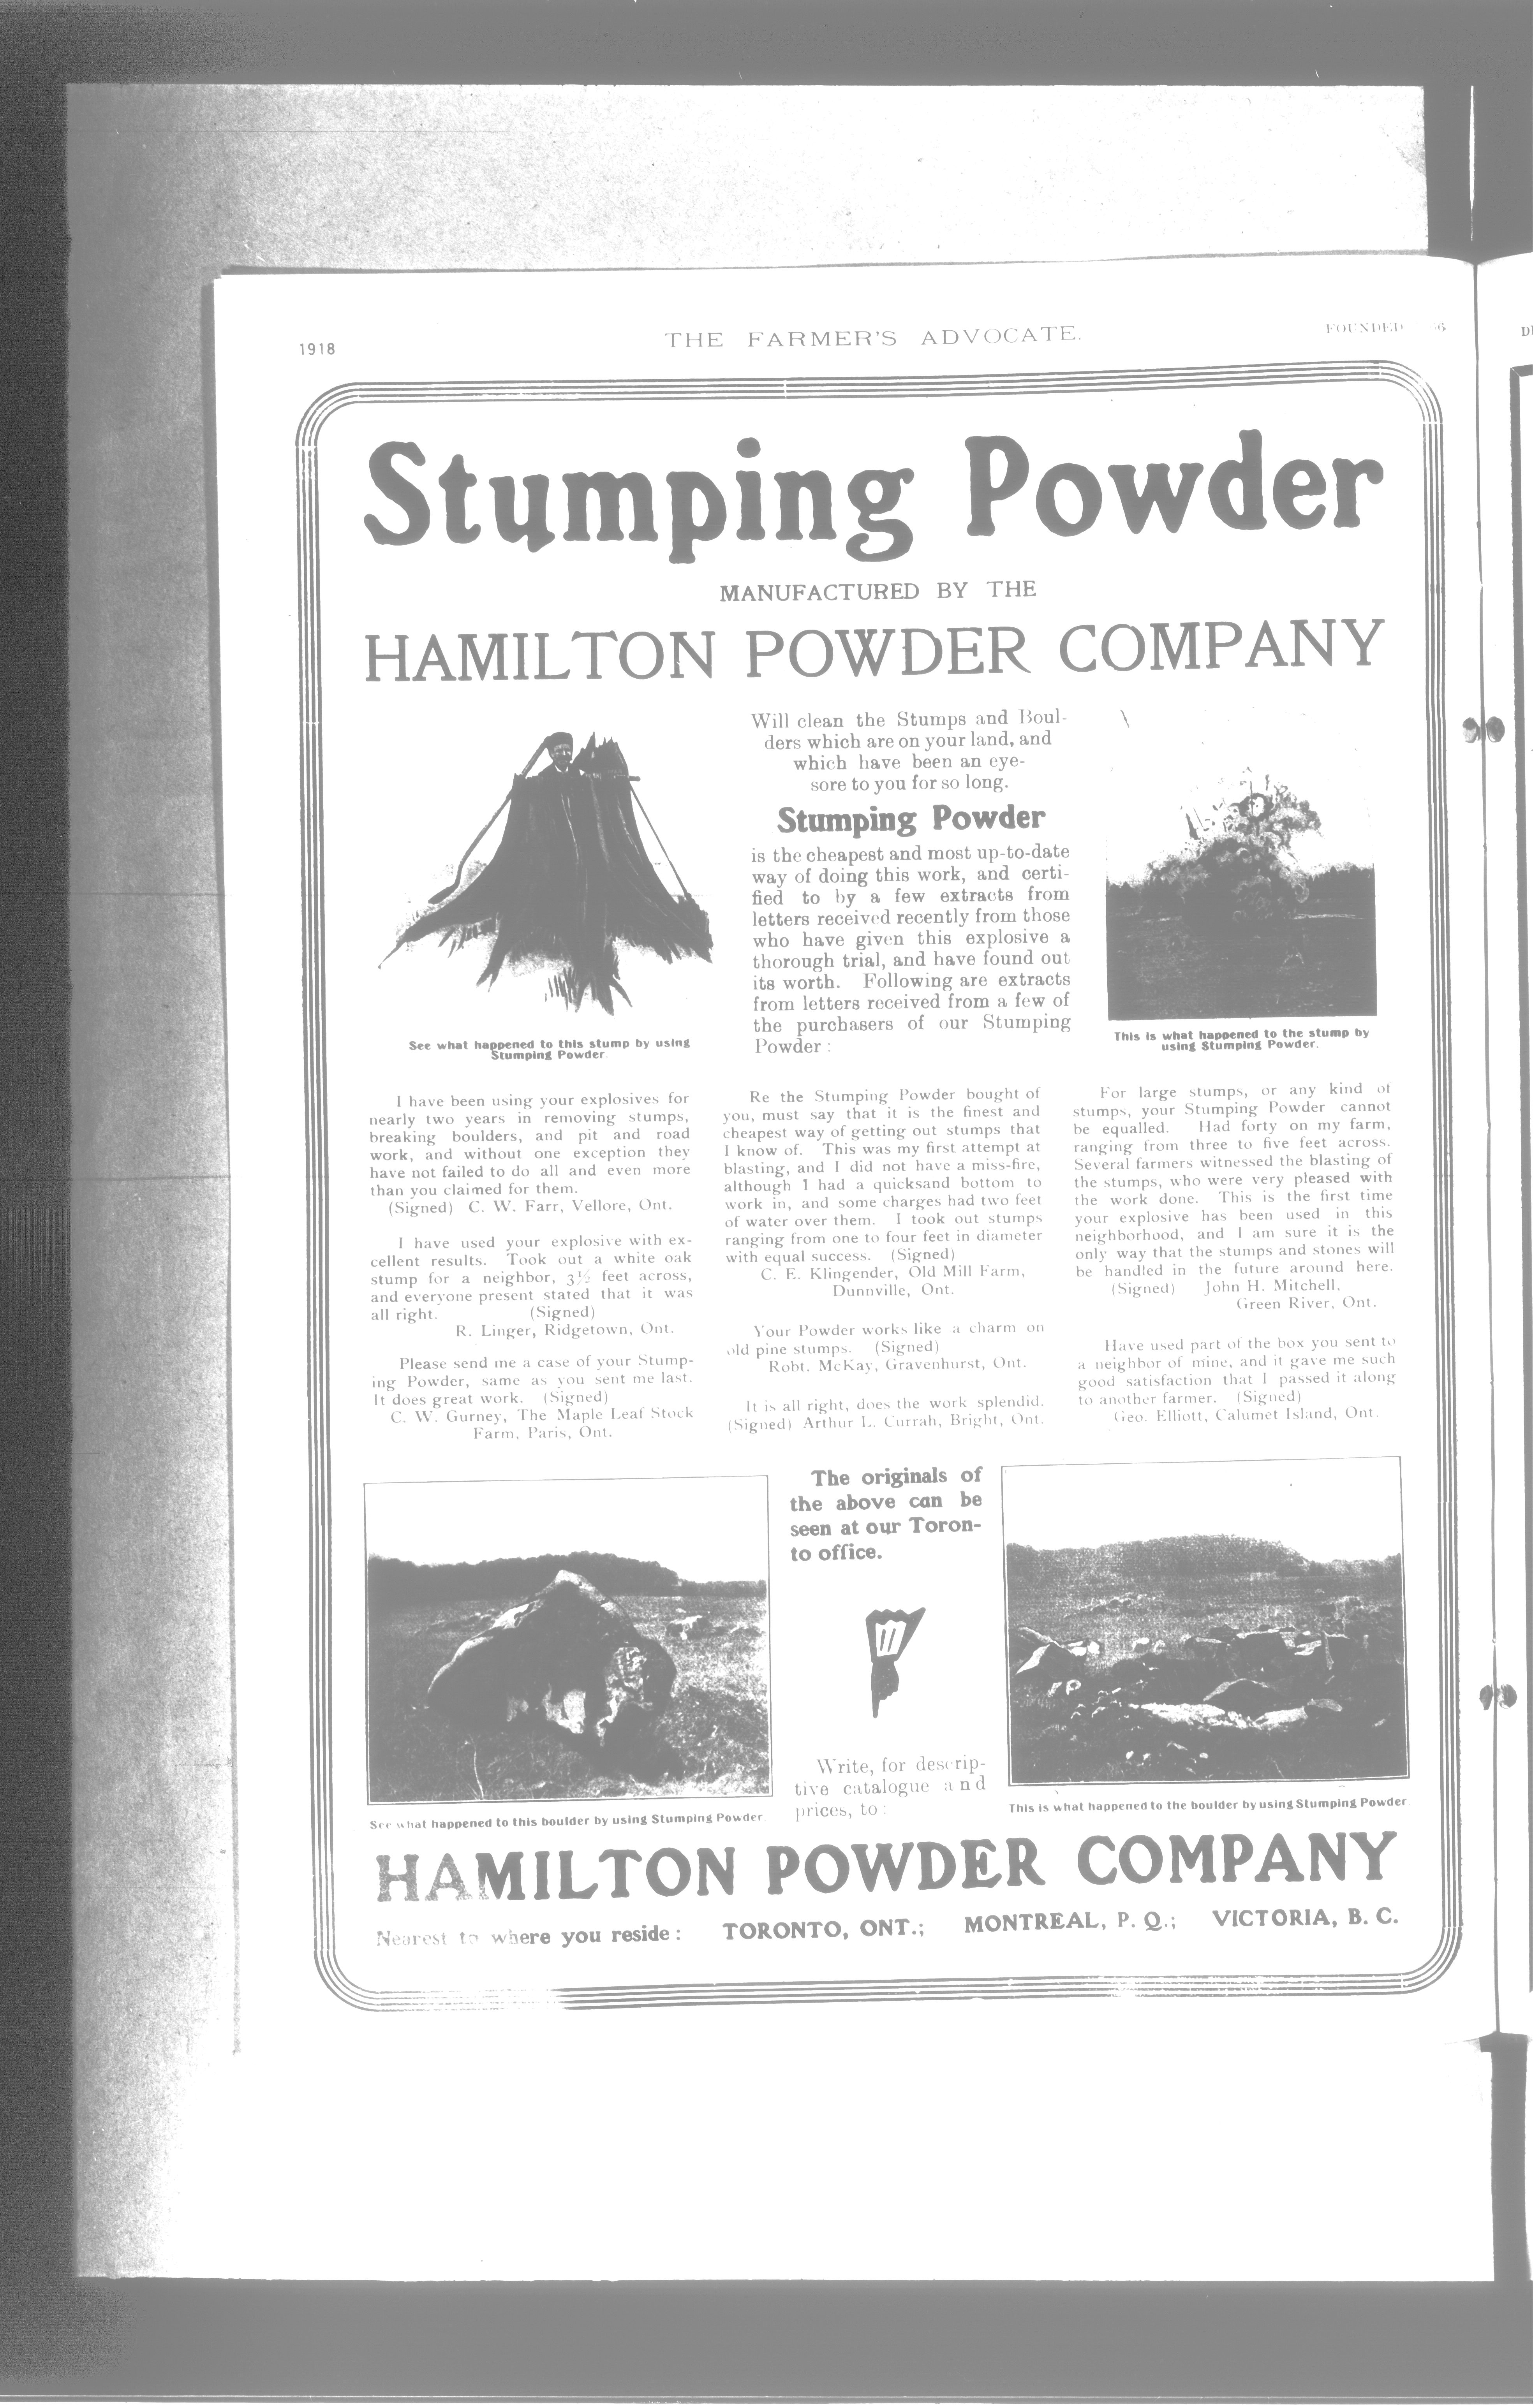 1918
THE FARMER'S ADVOCATE.
FOUNDED 6
Stumping Powder
MANUFACTURED BY THE
HAMILTON POWDER COMPANY
Will clean the Stumps and Boul-
ders which are on your land, and
which have been an eye-
sore to you for so long.
Stumping Powder
is the cheapest and most up-to-date
way of doing this work, and certi-
fied to by a few extracts from
letters received recently from those
who have given this explosive a
thorough trial, and have found out
its worth. Following are extracts
from letters received from a few of
the purchasers of our Stumping
Powder :
See what happened to this stump by using
Stumping Powder.
This is what happened to the stump by
using Stumping Powder.
I have been using your explosives for
nearly two years in removing stumps,
breaking boulders, and pit and road
work, and without one exception they
have not failed to do all and even more
than you claimed for them.
(Signed) C. W. Farr, Vellore, Ont.
I have used your explosive with ex-
cellent results. Took out a white oak
stump for a neighbor, 3½ feet across,
and everyone present stated that it was
all right. (Signed)
R. Linger, Ridgetown, Ont.
Please send me a case of your Stump-
ing Powder, same as you sent me last.
It does great work. (Signed)
C. W. Gurney, The Maple Leaf Stock
Farm, Paris, Ont.
Re the Stumping Powder bought of
you, must say that it is the finest and
cheapest way of getting out stumps that
I know of. This was my first attempt at
blasting, and I did not have a miss-fire,
although I had a quicksand bottom to
work in, and some charges had two feet
of water over them. I took out stumps
ranging from one to four feet in diameter
with equal success. (Signed)
C. E. Klingender, Old Mill Farm,
Dunnville, Ont.
Your Powder works like a charm on
old pine stumps. (Signed)
Robt. McKay, Gravenhurst, Ont.
It is all right, does the work splendid.
(Signed) Arthur L. Currah, Bright, Ont.
For large stumps, or any kind of
stumps, your Stumping Powder cannot
be equalled. Had forty on my farm,
ranging from three to five feet across.
Several farmers witnessed the blasting of
the stumps, who were very pleased with
the work done. This is the first time
your explosive has been used in this
neighborhood, and I am sure it is the
only way that the stumps and stones will
be handled in the future around here.
(Signed) John H. Mitchell,
Green River, Ont.
Have used part of the box you sent to
a neighbor of mine, and it gave me such
good satisfaction that I passed it along
to another farmer. (Signed)
Geo. Elliott, Calumet Island, Ont.
The originals of
the above can be
seen at our Toron-
to office.
Write, for descrip-
tive catalogue and
prices, to :
See what happened to this boulder by using Stumping Powder
This is what happened to the boulder by using Stumping Powder
HAMILTON POWDER COMPANY
Nearest to where you reside : TORONTO, ONT.; MONTREAL, P. Q.; VICTORIA, B. C.